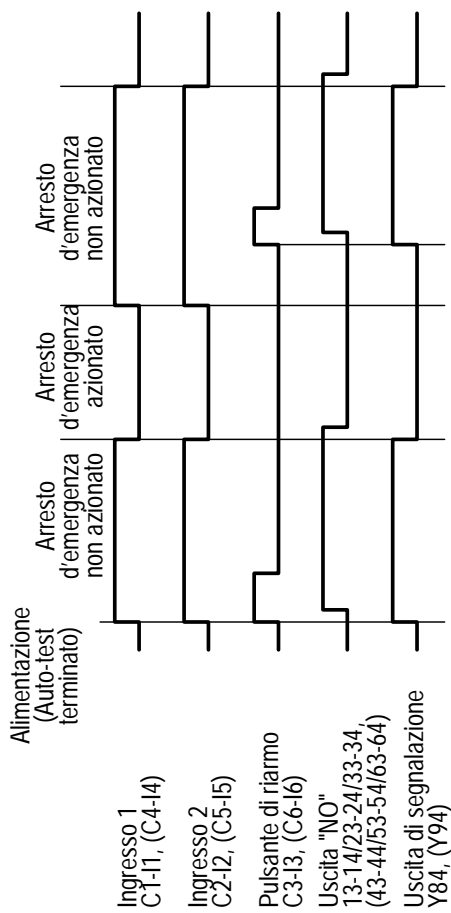 Alimentazione
(Auto-test
terminato)
Arresto
d'emergenza
non azionato
Arresto
d'emergenza
azionato
Arresto
d'emergenza
non azionato
Ingresso 1
C1-I1, (C4-I4)
Ingresso 2
C2-I2, (C5-I5)
Pulsante di riarmo
C3-I3, (C6-I6)
Uscita "NO"
13-14/23-24/33-34,
(43-44/53-54/63-64)
Uscita di segnalazione
Y84, (Y94)